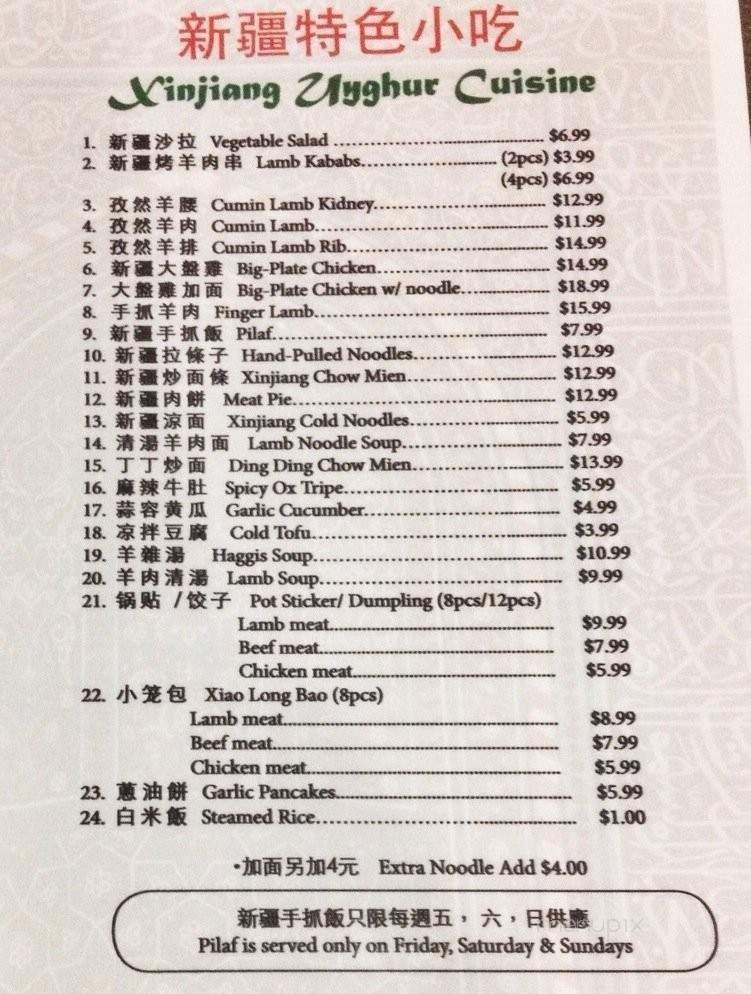 新疆特色小吃
Xinjiang Uyghur Cuisine
1. 新疆沙拉 Vegetable Salad ........................................ $6.99
2. 新疆烤羊肉串 Lamb Kababs........................ (2pcs) $3.99
(4pcs) $6.99
3. 孜然羊腰 Cumin Lamb Kidney................................ $12.99
4. 孜然羊肉 Cumin Lamb........................................... $11.99
5. 孜然羊排 Cumin Lamb Rib..................................... $14.99
6. 新疆大盤雞 Big-Plate Chicken............................... $14.99
7. 大盤雞加面 Big-Plate Chicken w/ noodle................ $18.99
8. 手抓羊肉 Finger Lamb........................................... $15.99
9. 新疆手抓飯 Pilaf.................................................. $7.99
10. 新疆拉條子 Hand-Pulled Noodles......................... $12.99
11. 新疆炒面條 Xinjiang Chow Mien.......................... $12.99
12. 新疆肉餅 Meat Pie............................................... $12.99
13. 新疆涼面 Xinjiang Cold Noodles........................... $5.99
14. 清湯羊肉面 Lamb Noodle Soup............................ $7.99
15. 丁丁炒面 Ding Ding Chow Mien........................... $13.99
16. 麻辣牛肚 Spicy Ox Tripe...................................... $5.99
17. 蒜容黄瓜 Garlic Cucumber................................... $4.99
18. 凉拌豆腐 Cold Tofu............................................. $3.99
19. 羊雜湯 Haggis Soup............................................ $10.99
20. 羊肉清湯 Lamb Soup........................................... $9.99
21. 锅贴 /饺子 Pot Sticker/ Dumpling (8pcs/12pcs)
Lamb meat........................................ $9.99
Beef meat......................................... $7.99
Chicken meat.................................... $5.99
22. 小笼包 Xiao Long Bao (8pcs)
Lamb meat................................................ $8.99
Beef meat................................................. $7.99
Chicken meat............................................ $5.99
23. 蔥油餅 Garlic Pancakes.......................................... $5.99
24. 白米飯 Steamed Rice.............................................. $1.00
•加面另加4元 Extra Noodle Add $4.00
新疆手抓飯只限每週五，六，日供應
Pilaf is served only on Friday, Saturday & Sundays